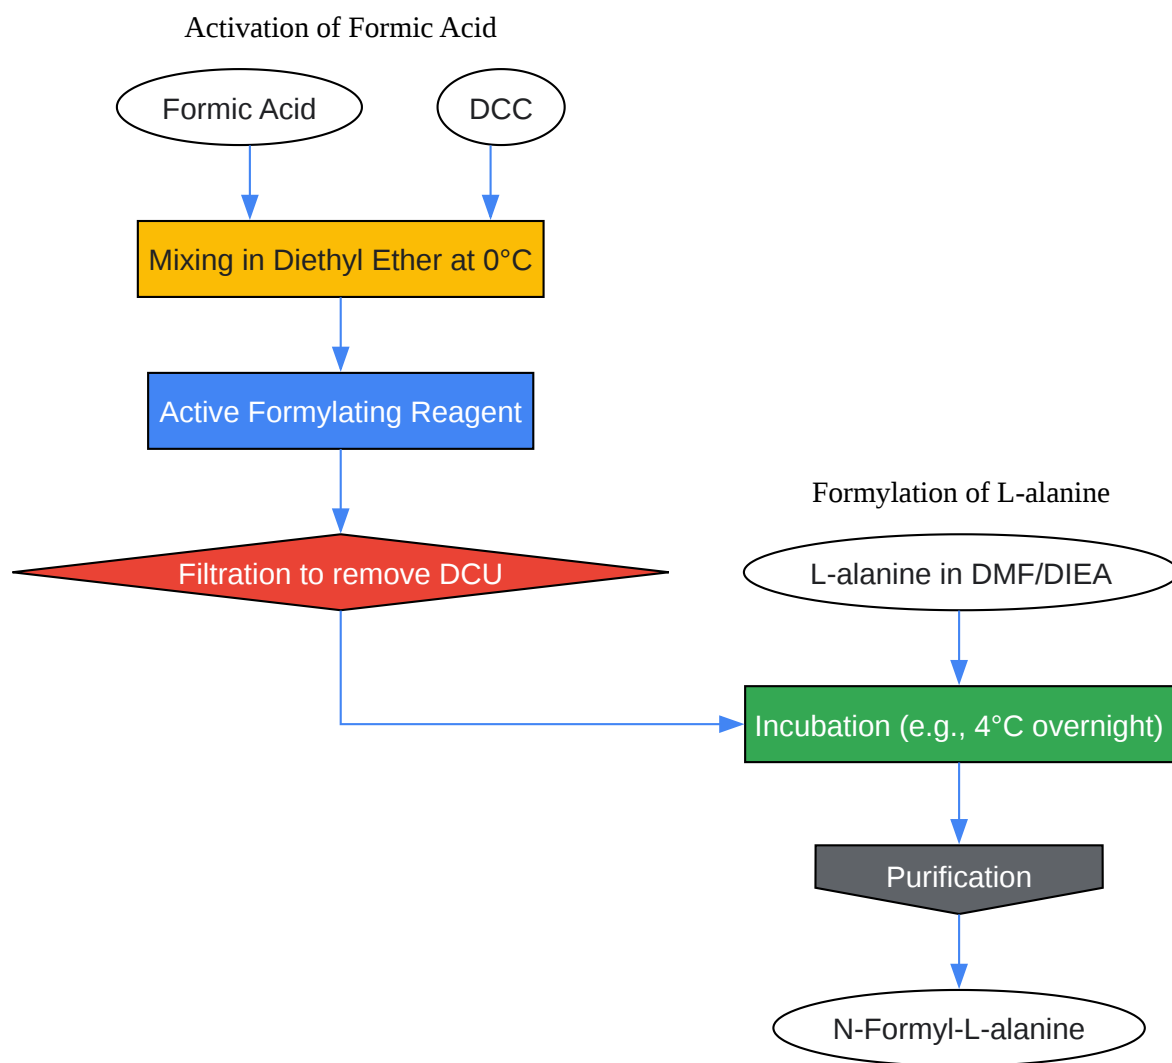 Activation of Formic Acid
Formic Acid
DCC
Mixing in Diethyl Ether at 0°C
Active Formylating Reagent
Filtration to remove DCU
Formylation of L-alanine
L-alanine in DMF/DIEA
Incubation (e.g., 4°C overnight)
Purification
N-Formyl-L-alanine